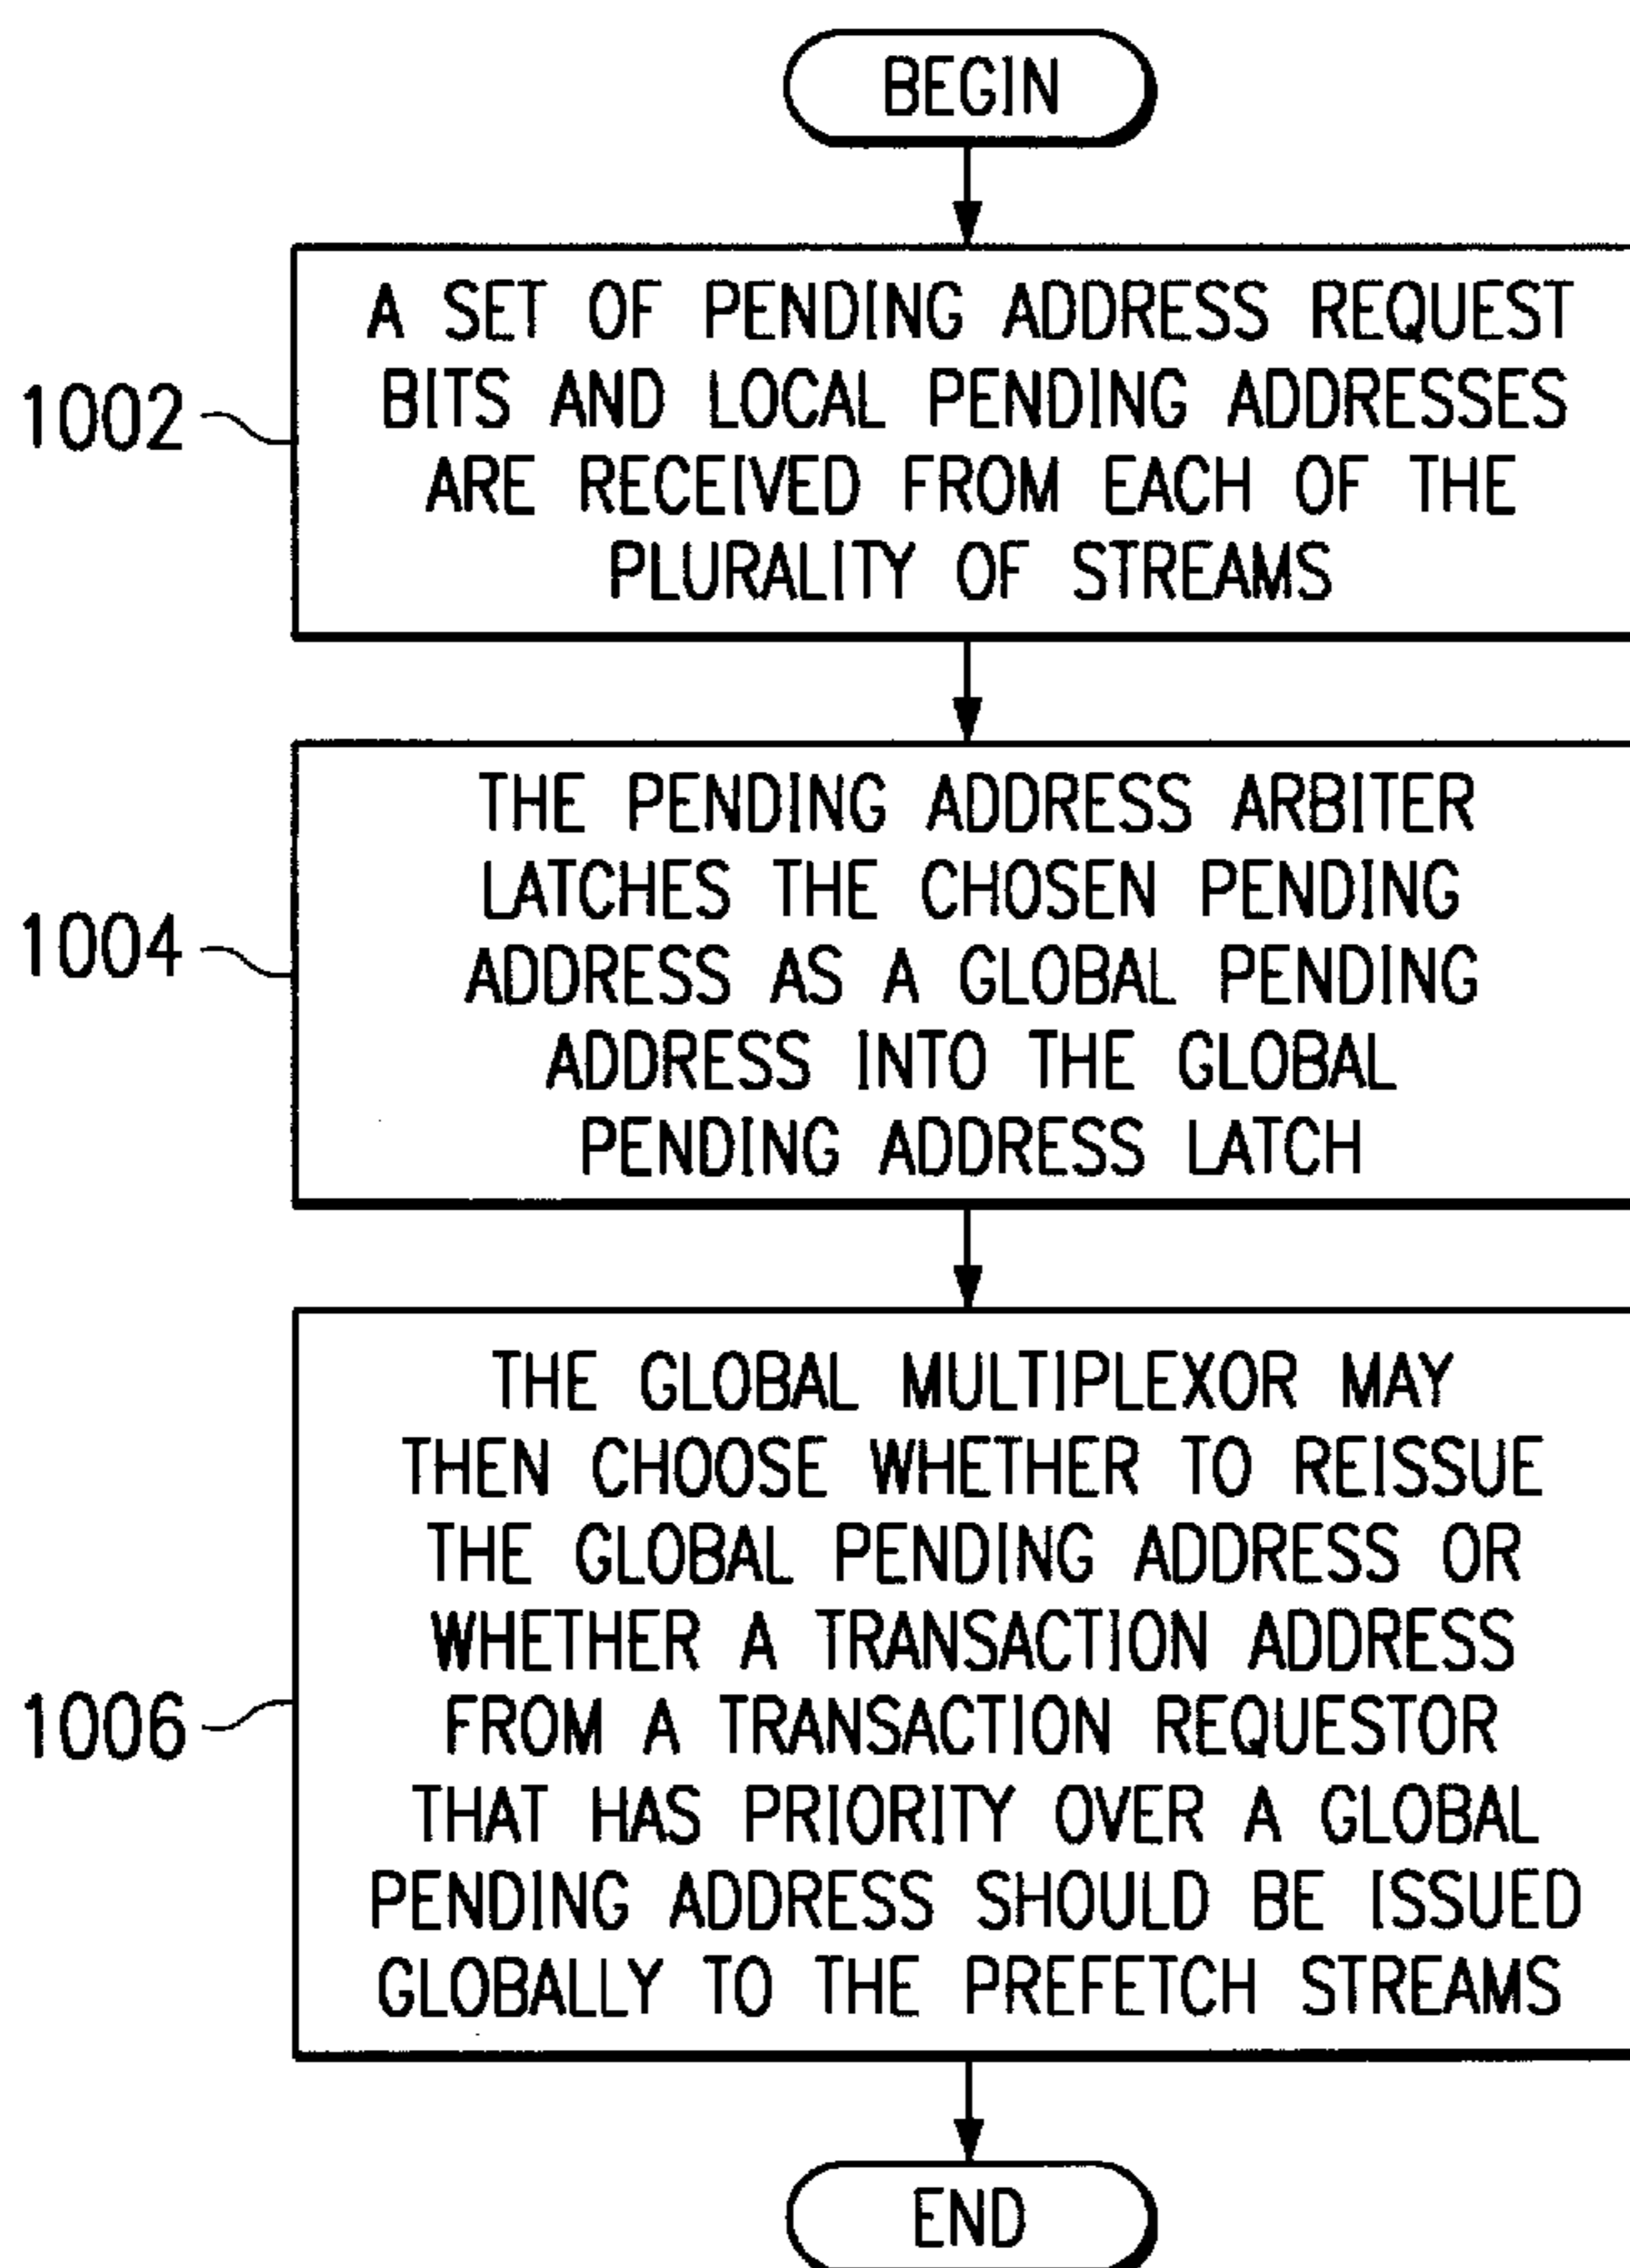 BEGIN
1002
A SET OF PENDING ADDRESS REQUEST
BITS AND LOCAL PENDING ADDRESSES
ARE RECEIVED FROM EACH OF THE
PLURALITY OF STREAMS
1004
THE PENDING ADDRESS ARBITER
LATCHES THE CHOSEN PENDING
ADDRESS AS A GLOBAL PENDING
ADDRESS INTO THE GLOBAL
PENDING ADDRESS LATCH
1006
THE GLOBAL MULTIPLEXOR MAY
THEN CHOOSE WHETHER TO REISSUE
THE GLOBAL PENDING ADDRESS OR
WHETHER A TRANSACTION ADDRESS
FROM A TRANSACTION REQUESTOR
THAT HAS PRIORITY OVER A GLOBAL
PENDING ADDRESS SHOULD BE ISSUED
GLOBALLY TO THE PREFETCH STREAMS
END